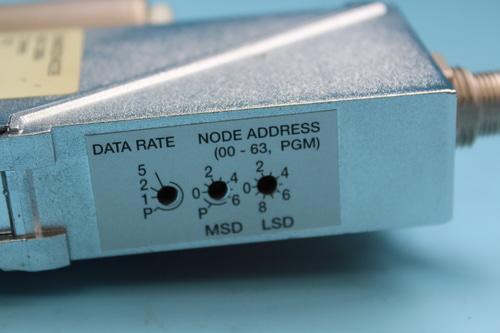 DATA RATE
NODE ADDRESS
(00 - 63, PGM)
5
2
1
P
2
0 4
P 6
2
0 4
8 6
MSD LSD